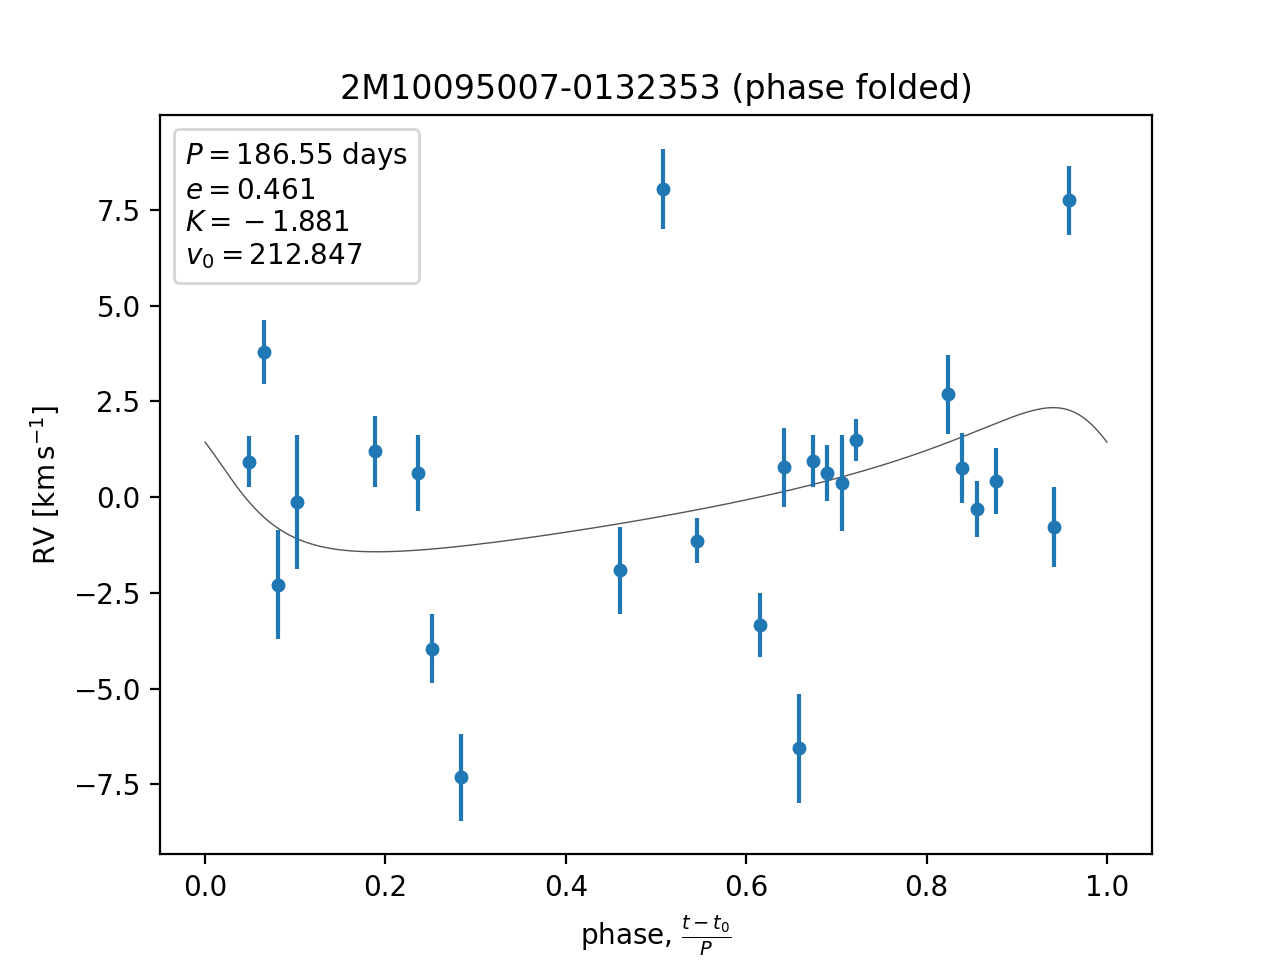 2M10095007-0132353 (phase folded)
P = 186.55 days
e = 0.461
K = −1.881
v₀ = 212.847
7.5
5.0
2.5
0.0
−2.5
−5.0
−7.5
RV [km s⁻¹]
0.0 0.2 0.4 0.6 0.8 1.0
phase, (t − t₀)/P